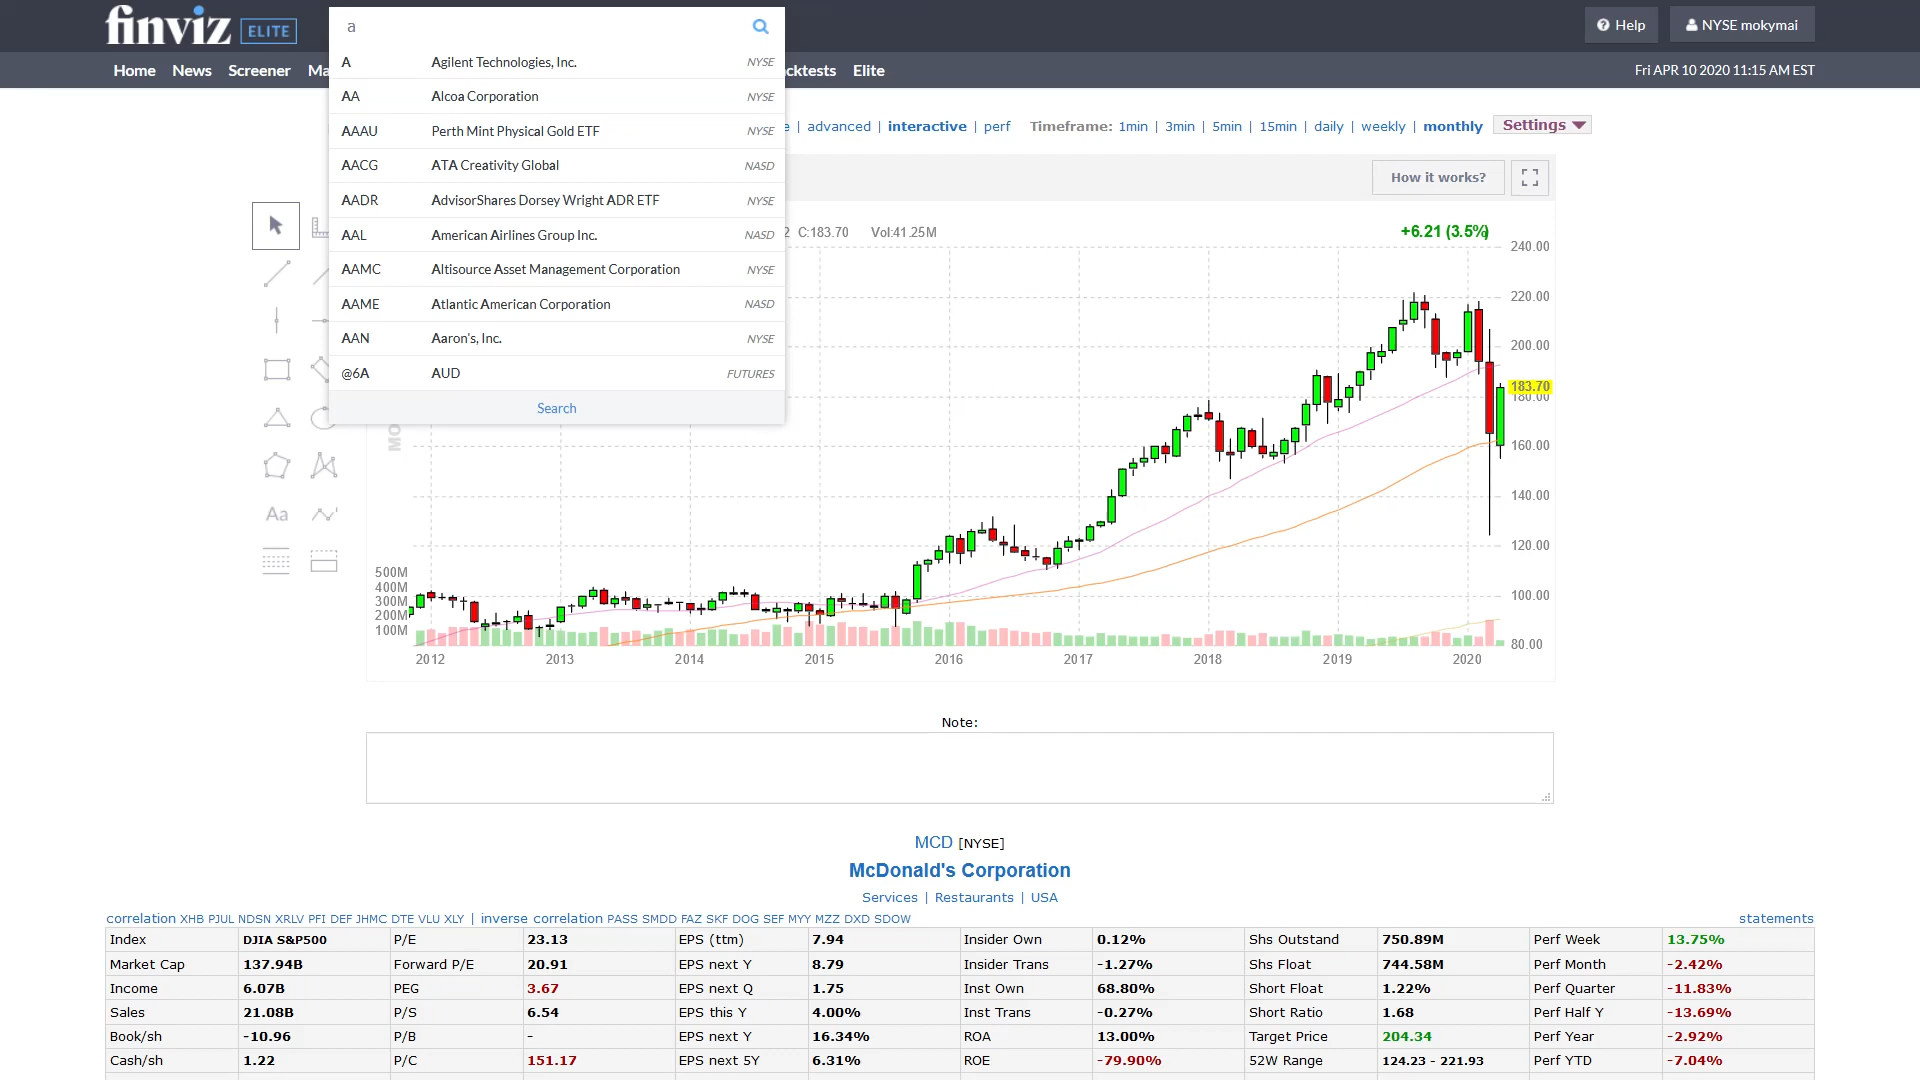 finviz ELITE
a
Help
NYSE mokymai
Home News Screener Ma cktests Elite
Fri APR 10 2020 11:15 AM EST
A Agilent Technologies, Inc. NYSE
AA Alcoa Corporation NYSE
AAAU Perth Mint Physical Gold ETF NYSE
AACG ATA Creativity Global NASD
AADR AdvisorShares Dorsey Wright ADR ETF NYSE
AAL American Airlines Group Inc. NASD
AAMC Altisource Asset Management Corporation NYSE
AAME Atlantic American Corporation NASD
AAN Aaron's, Inc. NYSE
@6A AUD FUTURES
Search
e | advanced | interactive | perf Timeframe: 1min | 3min | 5min | 15min | daily | weekly | monthly Settings
How it works?
2 C:183.70 Vol:41.25M
+6.21 (3.5%)
240.00
220.00
200.00
183.70
180.00
160.00
140.00
120.00
100.00
80.00
MO
Aa
500M
400M
300M
200M
100M
2012 2013 2014 2015 2016 2017 2018 2019 2020
Note:
MCD [NYSE]
McDonald's Corporation
Services | Restaurants | USA
correlation XHB PJUL NDSN XRLV PFI DEF JHMC DTE VLU XLY | inverse correlation PASS SMDD FAZ SKF DOG SEF MYY MZZ DXD SDOW
statements
Index DJIA S&P500 P/E 23.13 EPS (ttm) 7.94 Insider Own 0.12% Shs Outstand 750.89M Perf Week 13.75%
Market Cap 137.94B Forward P/E 20.91 EPS next Y 8.79 Insider Trans -1.27% Shs Float 744.58M Perf Month -2.42%
Income 6.07B PEG 3.67 EPS next Q 1.75 Inst Own 68.80% Short Float 1.22% Perf Quarter -11.83%
Sales 21.08B P/S 6.54 EPS this Y 4.00% Inst Trans -0.27% Short Ratio 1.68 Perf Half Y -13.69%
Book/sh -10.96 P/B - EPS next Y 16.34% ROA 13.00% Target Price 204.34 Perf Year -2.92%
Cash/sh 1.22 P/C 151.17 EPS next 5Y 6.31% ROE -79.90% 52W Range 124.23 - 221.93 Perf YTD -7.04%